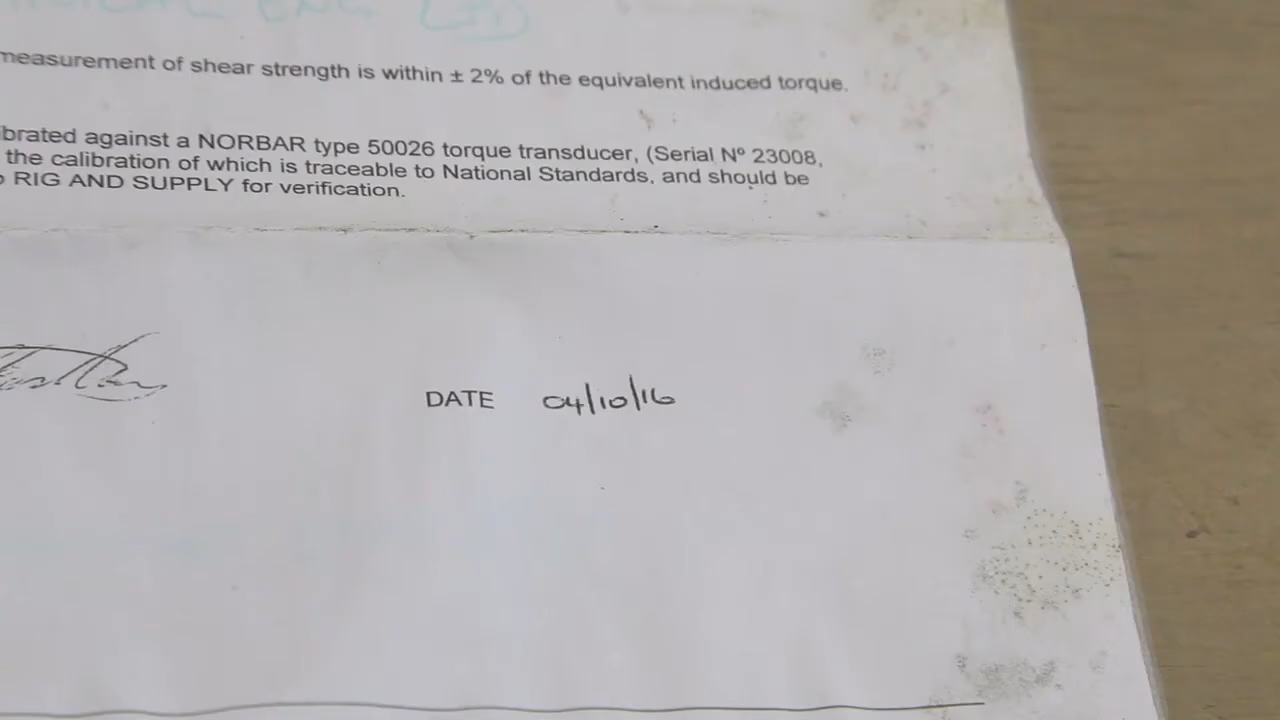 ENG LTD
measurement of shear strength is within ± 2% of the equivalent induced torque.
brated against a NORBAR type 50026 torque transducer, (Serial Nº 23008,
the calibration of which is traceable to National Standards, and should be
RIG AND SUPPLY for verification.
DATE 04/10/16